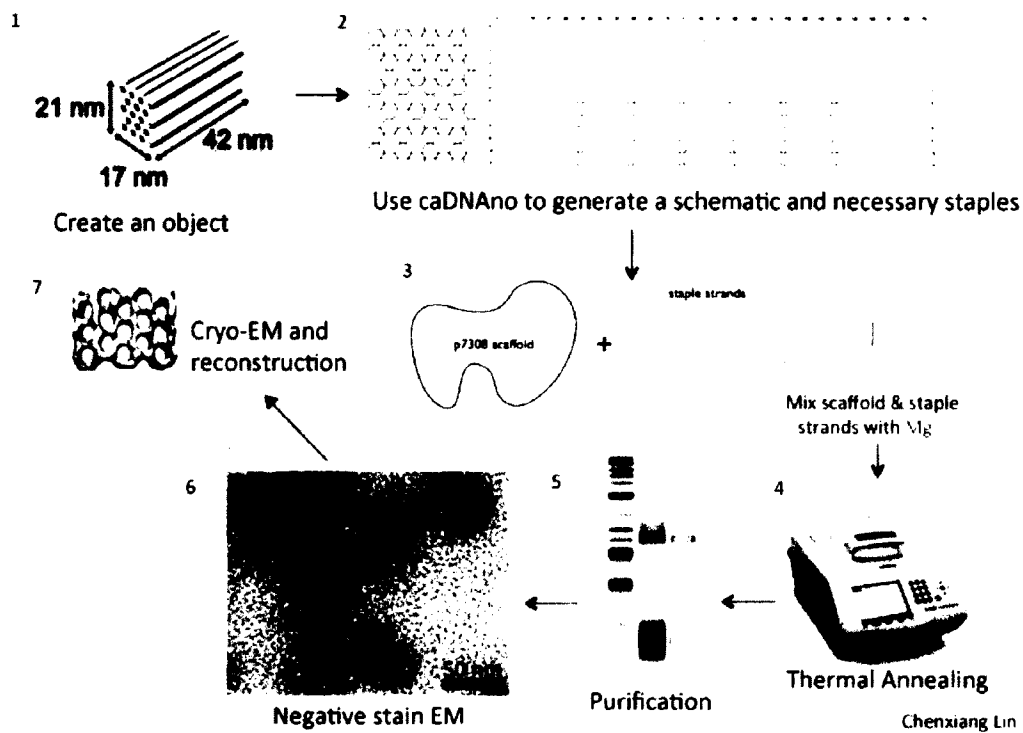 1
21 nm
42 nm
17 nm
Create an object
2
Use caDNAno to generate a schematic and necessary staples
3
p7308 scaffold
+
staple strands
Mix scaffold & staple
strands with Mg
4
Thermal Annealing
5
Purification
6
50 nm
Negative stain EM
7
Cryo-EM and
reconstruction
Chenxiang Lin